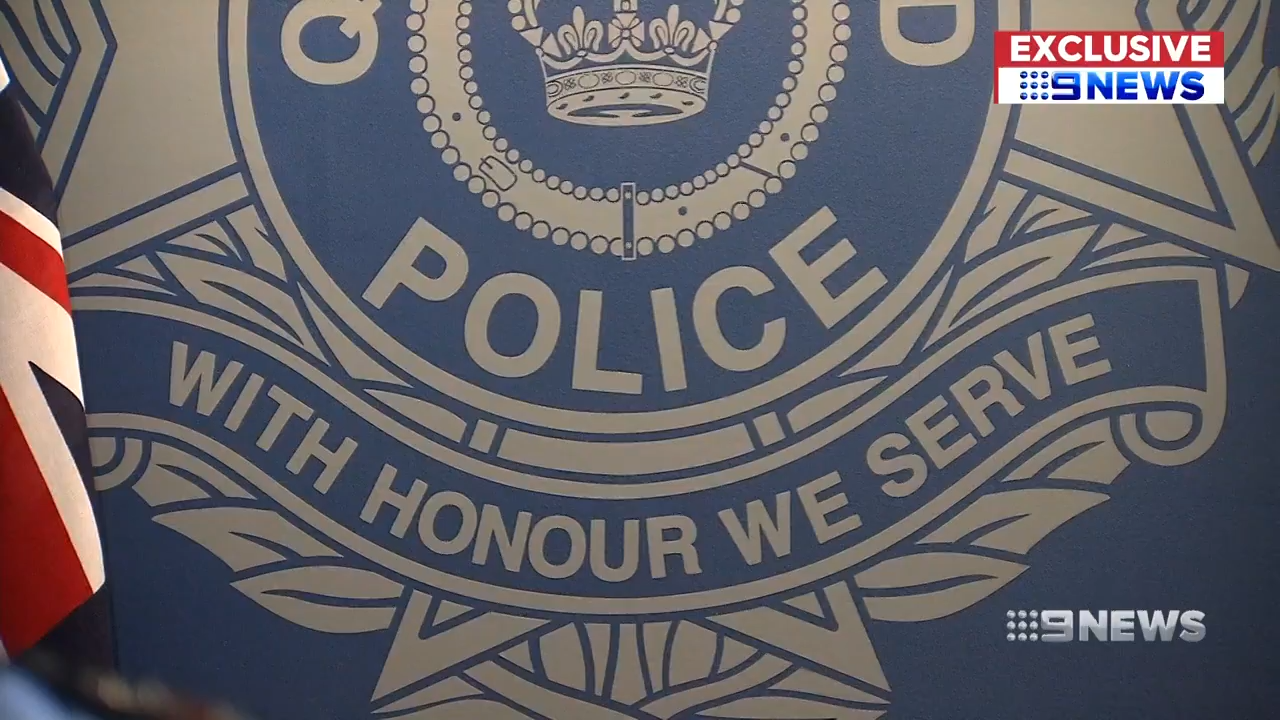 EXCLUSIVE
9NEWS
Q
D
POLICE
WITH HONOUR WE SERVE
9NEWS